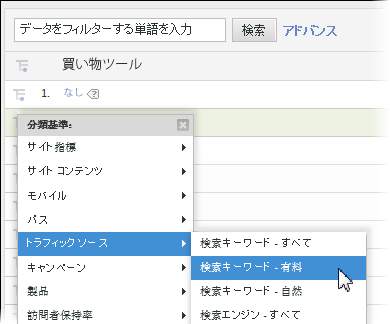 データをフィルターする単語を入力 検索 アドバンス
買い物ツール
1. なし
分類基準:
サイト指標
サイト コンテンツ
モバイル
パス
トラフィック ソース
検索キーワード - すべて
キャンペーン
検索キーワード - 有料
製品
検索キーワード - 自然
訪問者保持率
検索エンジン - すべて